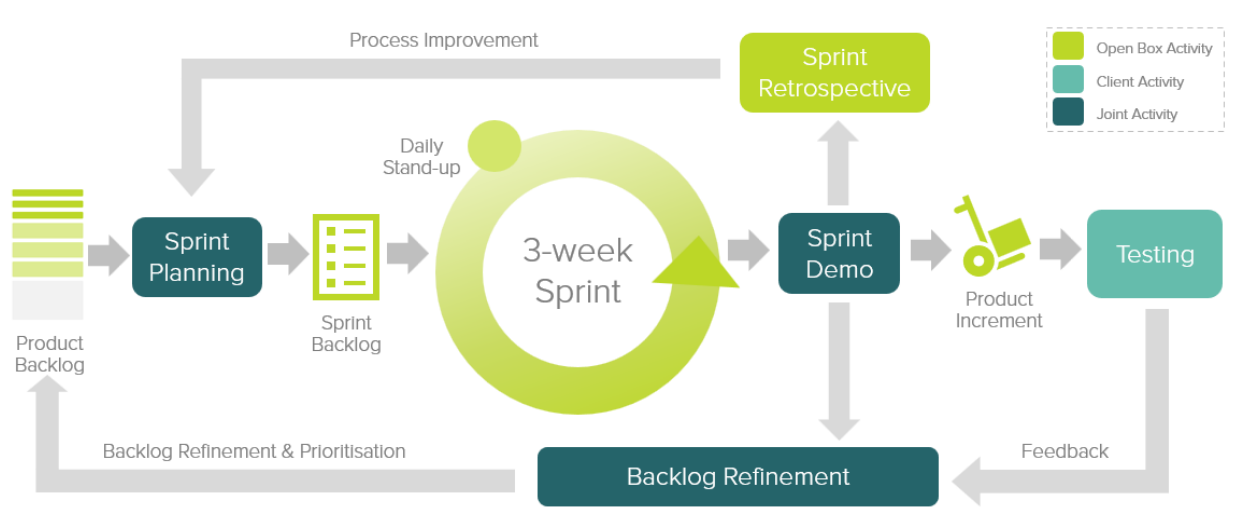 Process Improvement
Sprint
Retrospective
Open Box Activity
Client Activity
Joint Activity
Daily
Stand-up
Product
Backlog
Sprint
Planning
Sprint
Backlog
3-week
Sprint
Sprint
Demo
Product
Increment
Testing
Backlog Refinement & Prioritisation
Backlog Refinement
Feedback